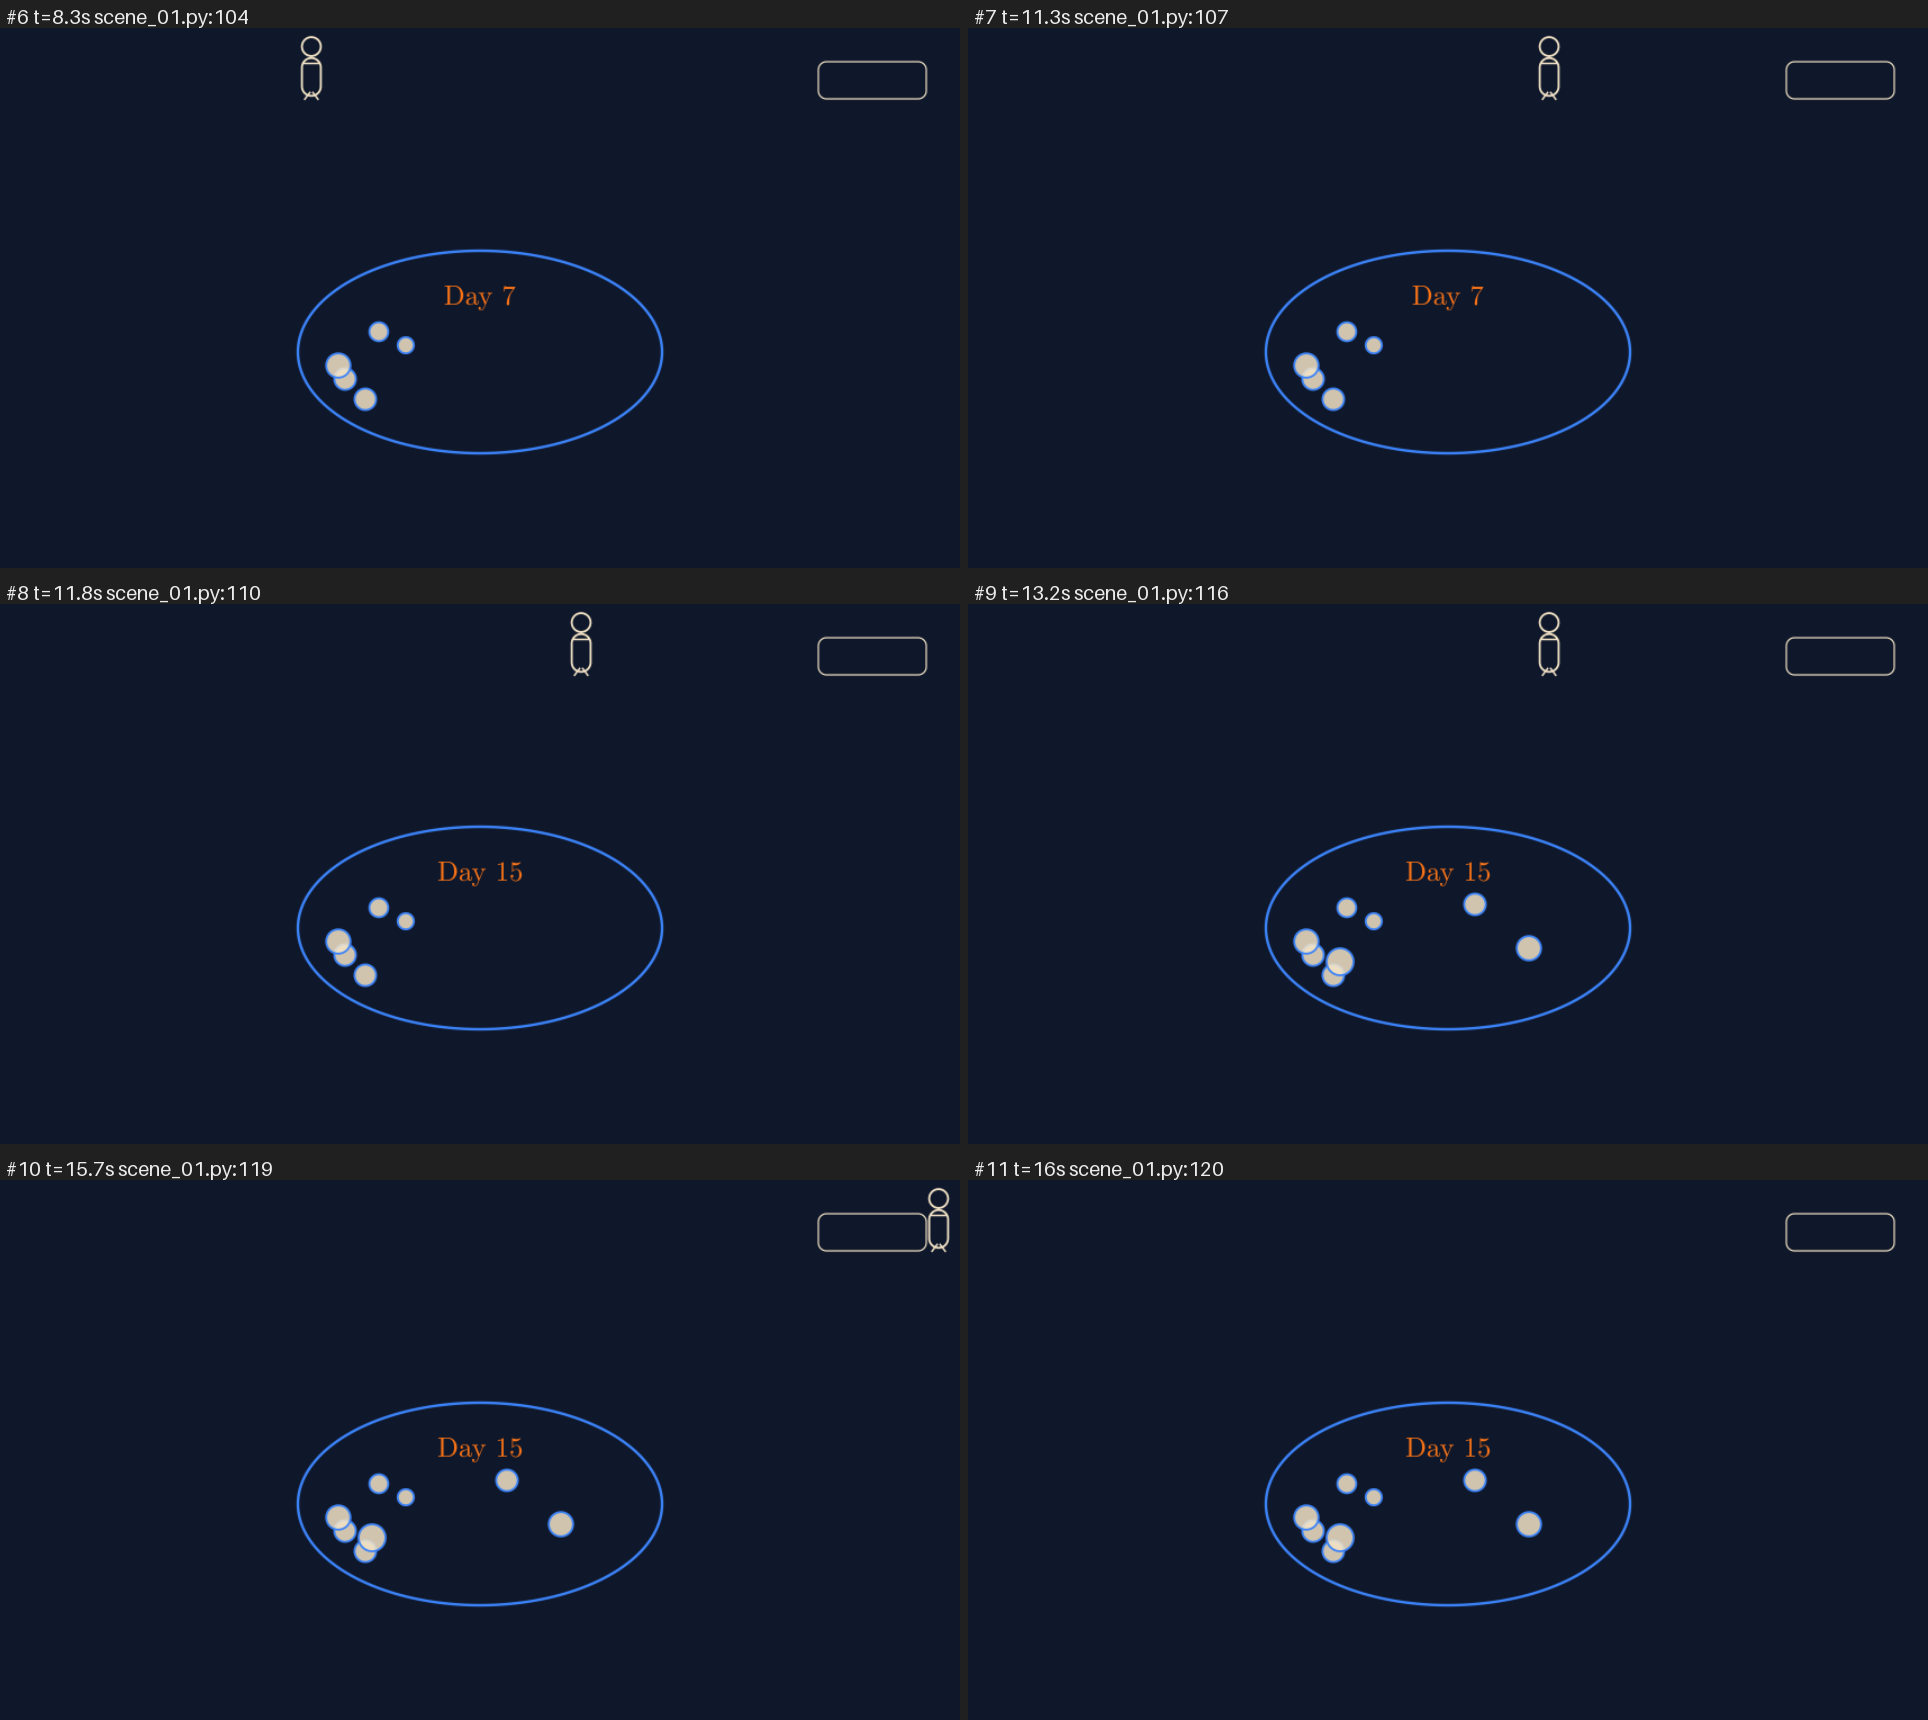 #6 t=8.3s scene_01.py:104
#7 t=11.3s scene_01.py:107
Day 7
Day 7
#8 t=11.8s scene_01.py:110
#9 t=13.2s scene_01.py:116
Day 15
Day 15
#10 t=15.7s scene_01.py:119
#11 t=16s scene_01.py:120
Day 15
Day 15